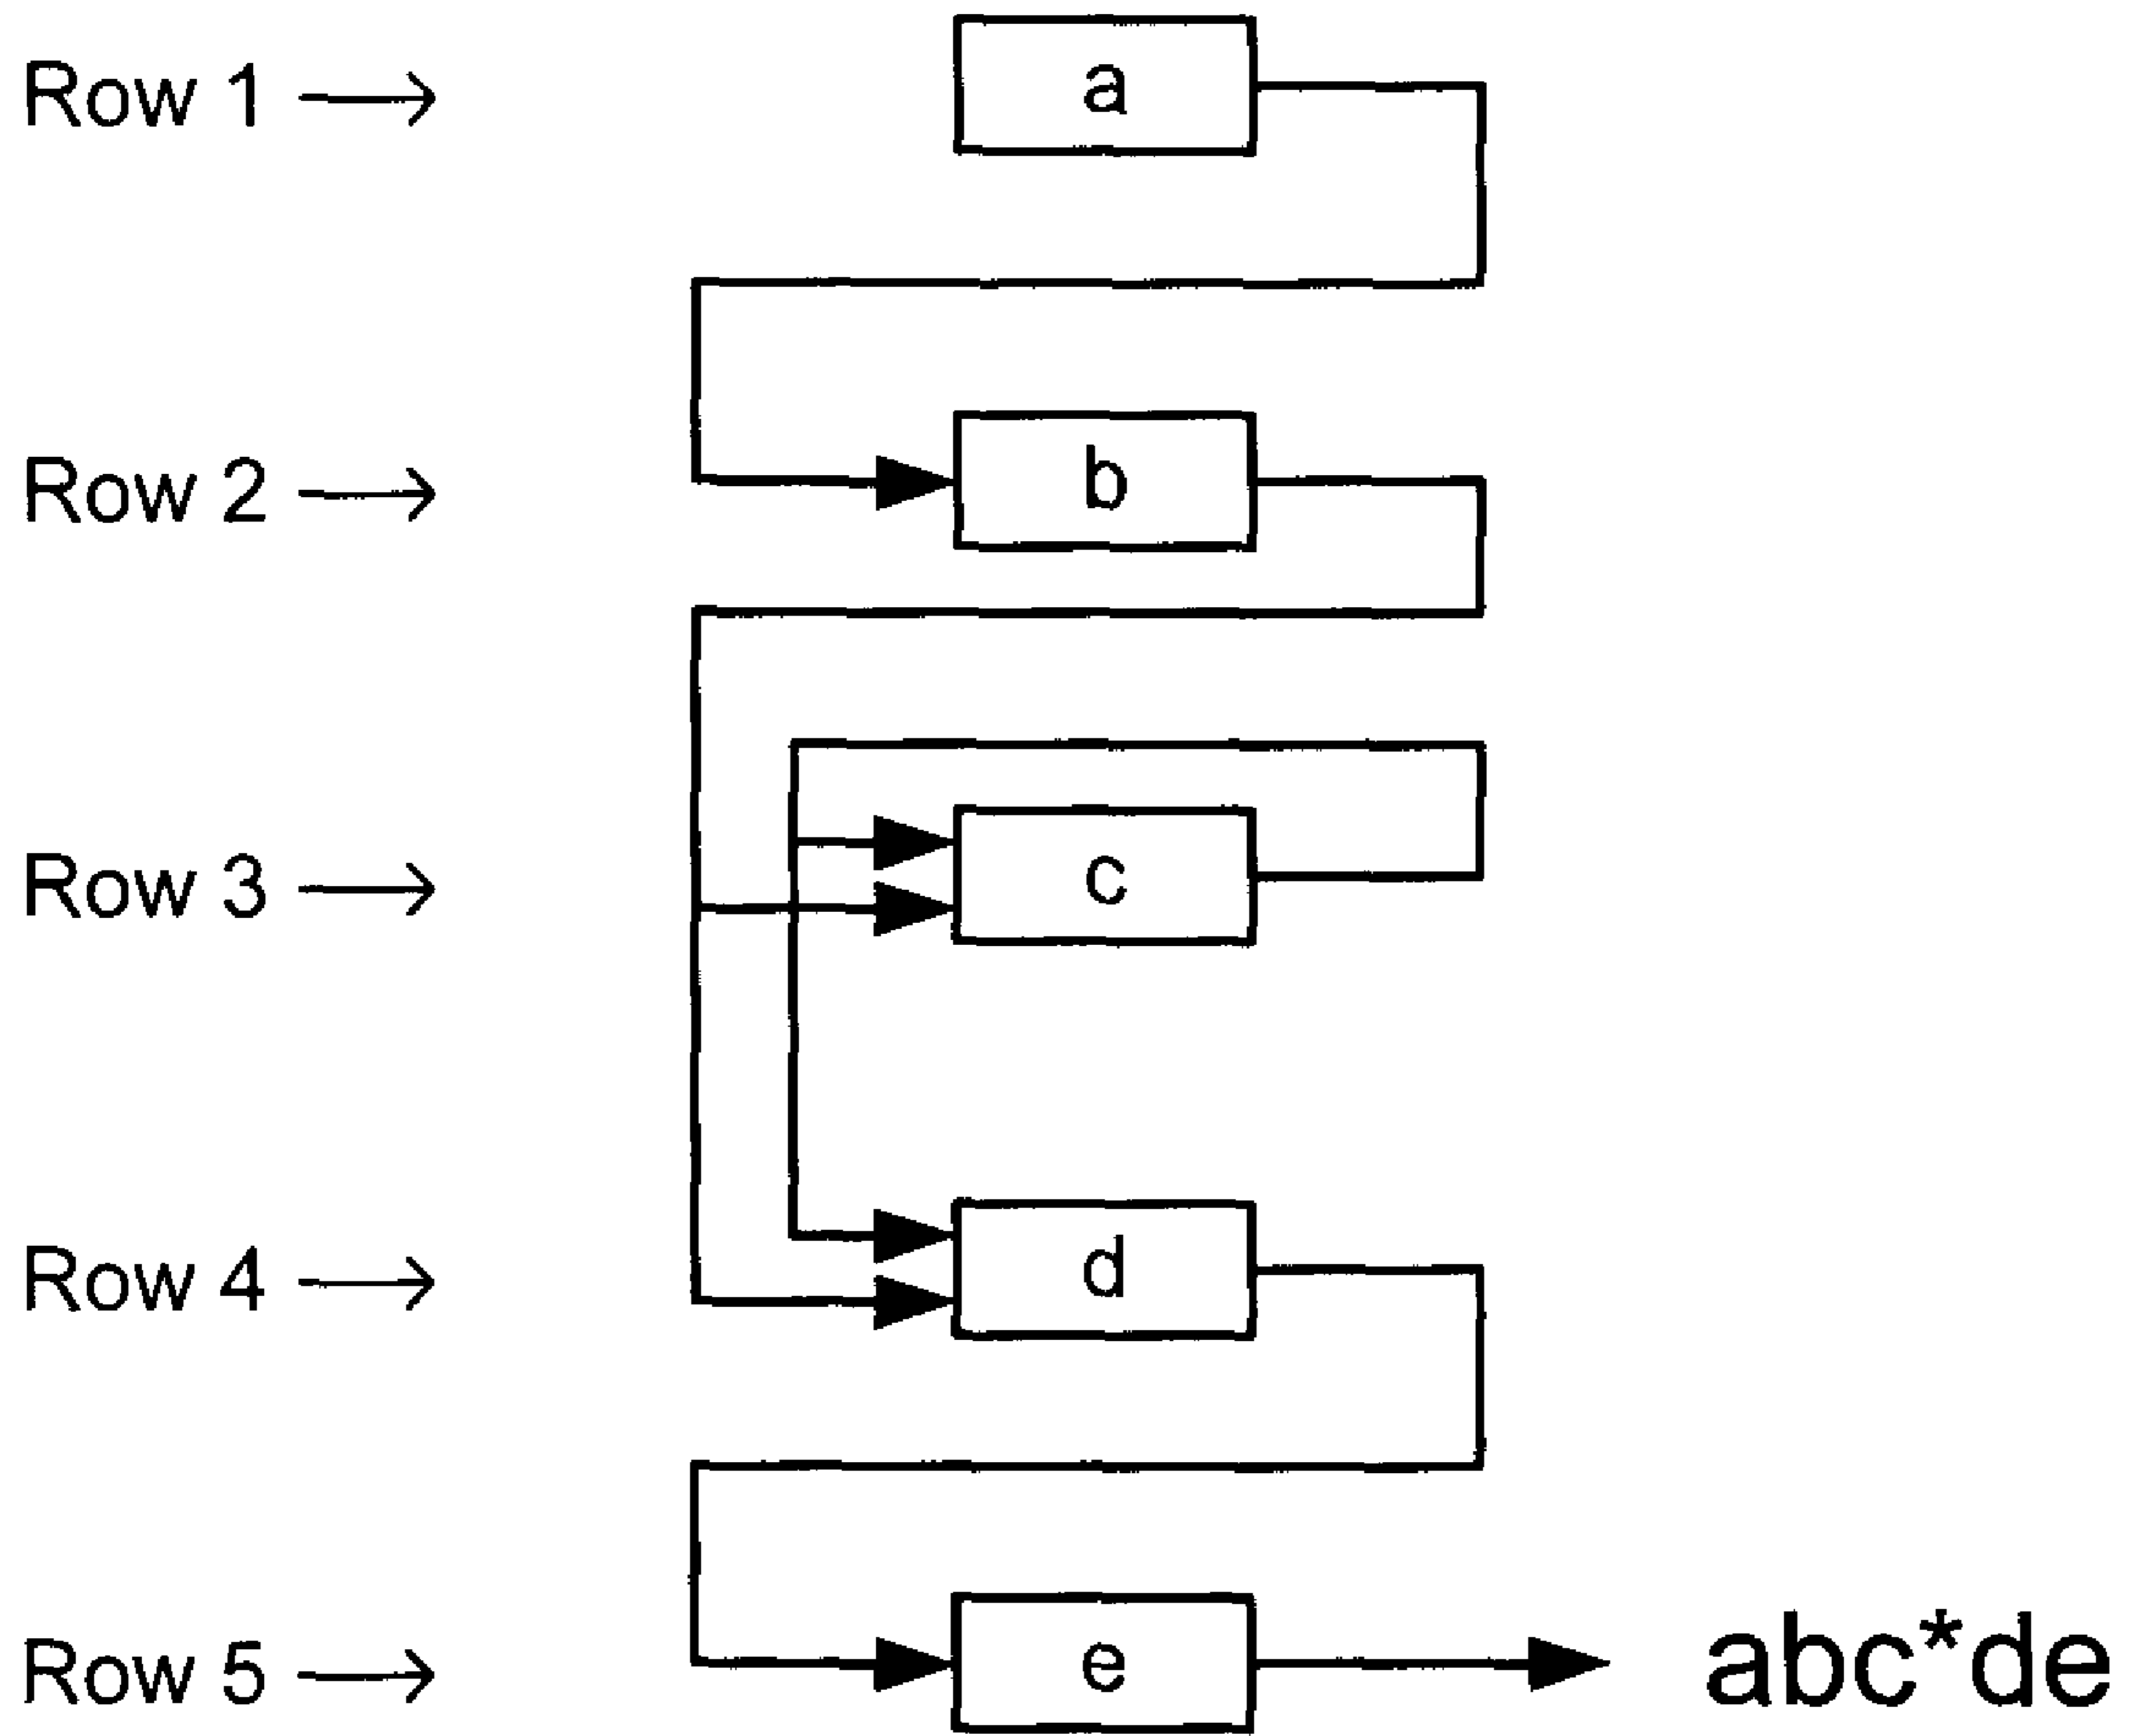 Row 1 → a
Row 2 → b
Row 3 → c
Row 4 → d
Row 5 → e abc*de